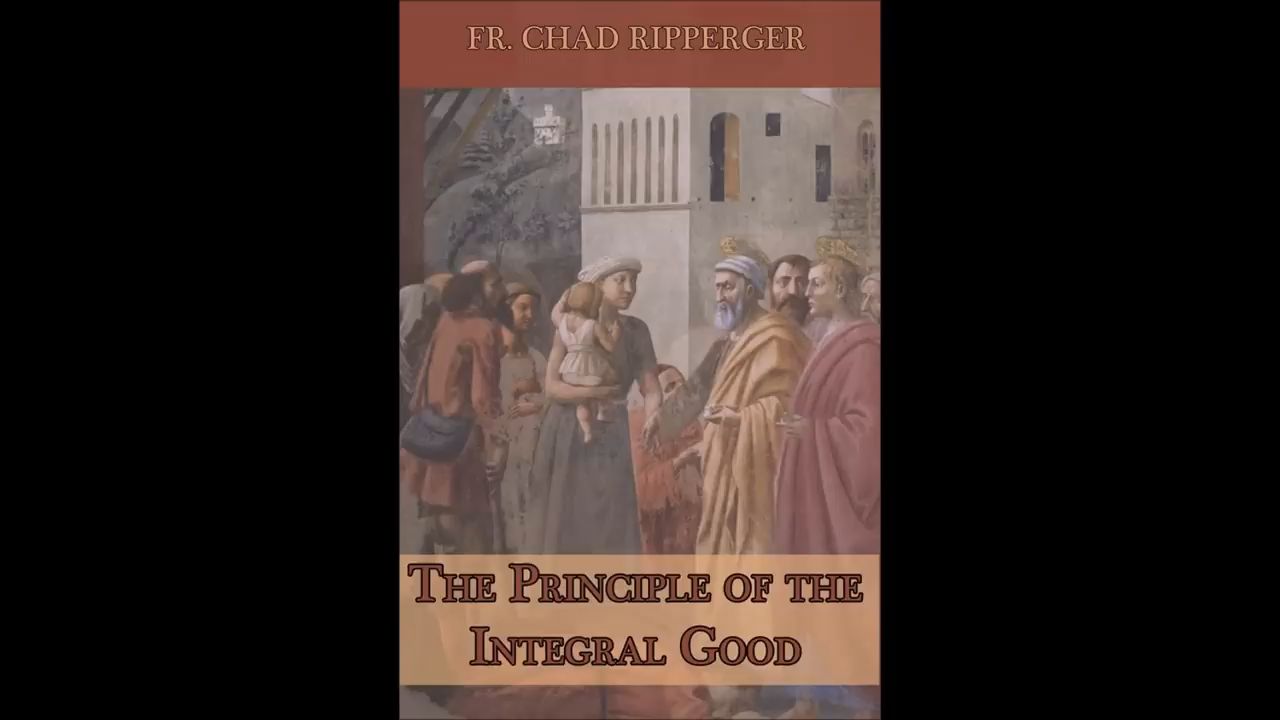 FR. CHAD RIPPERGER
THE PRINCIPLE OF THE
INTEGRAL GOOD